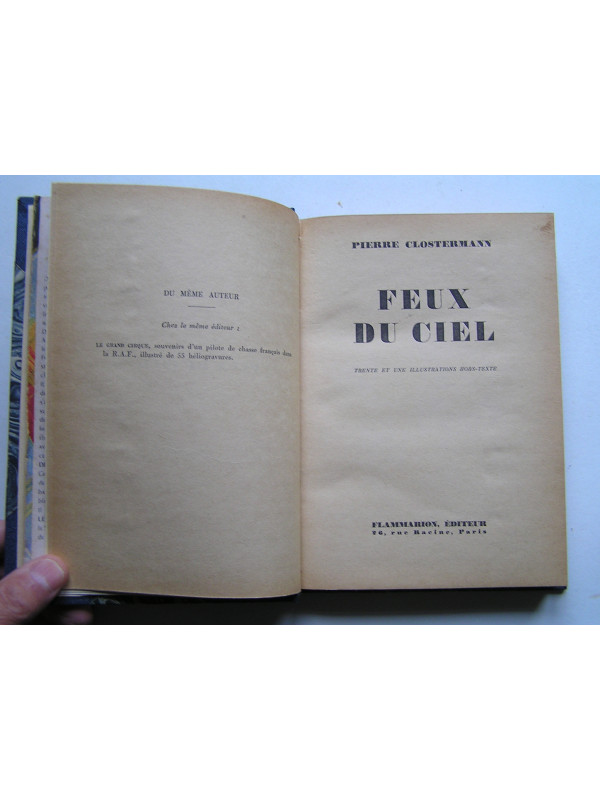 DU MÊME AUTEUR
Chez le même éditeur :
LE GRAND CIRQUE, souvenirs d'un pilote de chasse français dans
la R.A.F., illustré de 53 héliogravures.
PIERRE CLOSTERMANN
FEUX
DU CIEL
TRENTE ET UNE ILLUSTRATIONS HORS-TEXTE
FLAMMARION, ÉDITEUR
26, rue Racine, Paris